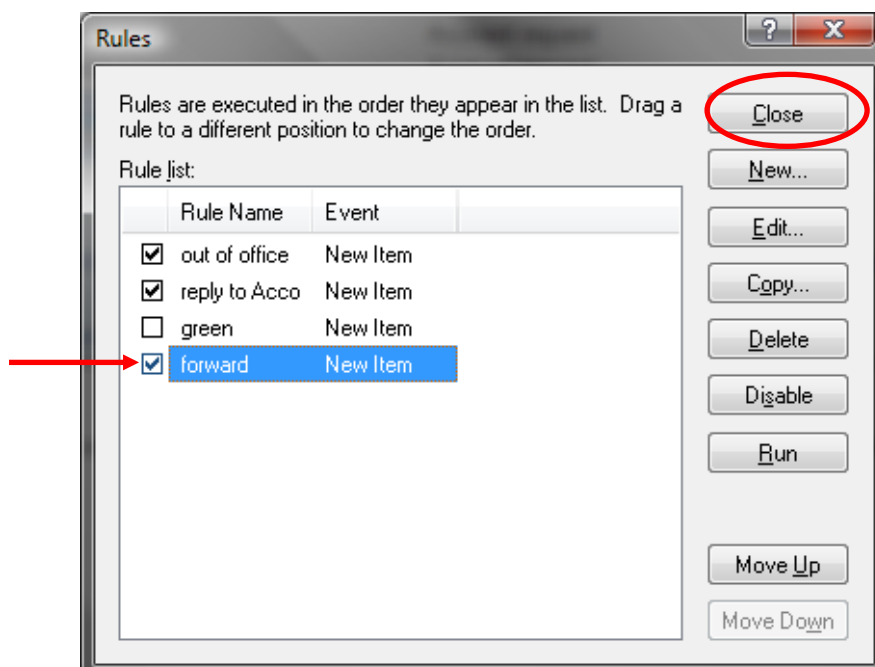 Rules
?
X
Rules are executed in the order they appear in the list. Drag a
rule to a different position to change the order.
Close
Rule list:
New...
Rule Name Event
Edit...
out of office New Item
reply to Acco New Item
Copy...
green New Item
Delete
forward New Item
Disable
Run
Move Up
Move Down